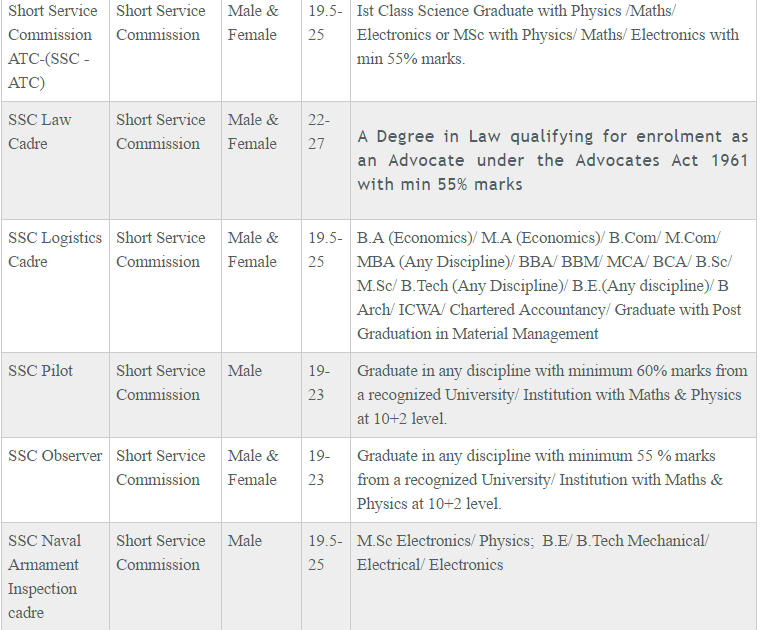 Short Service
Commission
ATC-(SSC -
ATC)
Short Service
Commission
Male &
Female
19.5-
25
Ist Class Science Graduate with Physics /Maths/
Electronics or MSc with Physics/ Maths/ Electronics with
min 55% marks.
SSC Law
Cadre
Short Service
Commission
Male &
Female
22-
27
A Degree in Law qualifying for enrolment as
an Advocate under the Advocates Act 1961
with min 55% marks
SSC Logistics
Cadre
Short Service
Commission
Male &
Female
19.5-
25
B.A (Economics)/ M.A (Economics)/ B.Com/ M.Com/
MBA (Any Discipline)/ BBA/ BBM/ MCA/ BCA/ B.Sc/
M.Sc/ B.Tech (Any Discipline)/ B.E.(Any discipline)/ B
Arch/ ICWA/ Chartered Accountancy/ Graduate with Post
Graduation in Material Management
SSC Pilot
Short Service
Commission
Male
19-
23
Graduate in any discipline with minimum 60% marks from
a recognized University/ Institution with Maths & Physics
at 10+2 level.
SSC Observer
Short Service
Commission
Male &
Female
19-
23
Graduate in any discipline with minimum 55 % marks
from a recognized University/ Institution with Maths &
Physics at 10+2 level.
SSC Naval
Armament
Inspection
cadre
Short Service
Commission
Male
19.5-
25
M.Sc Electronics/ Physics;  B.E/ B.Tech Mechanical/
Electrical/ Electronics